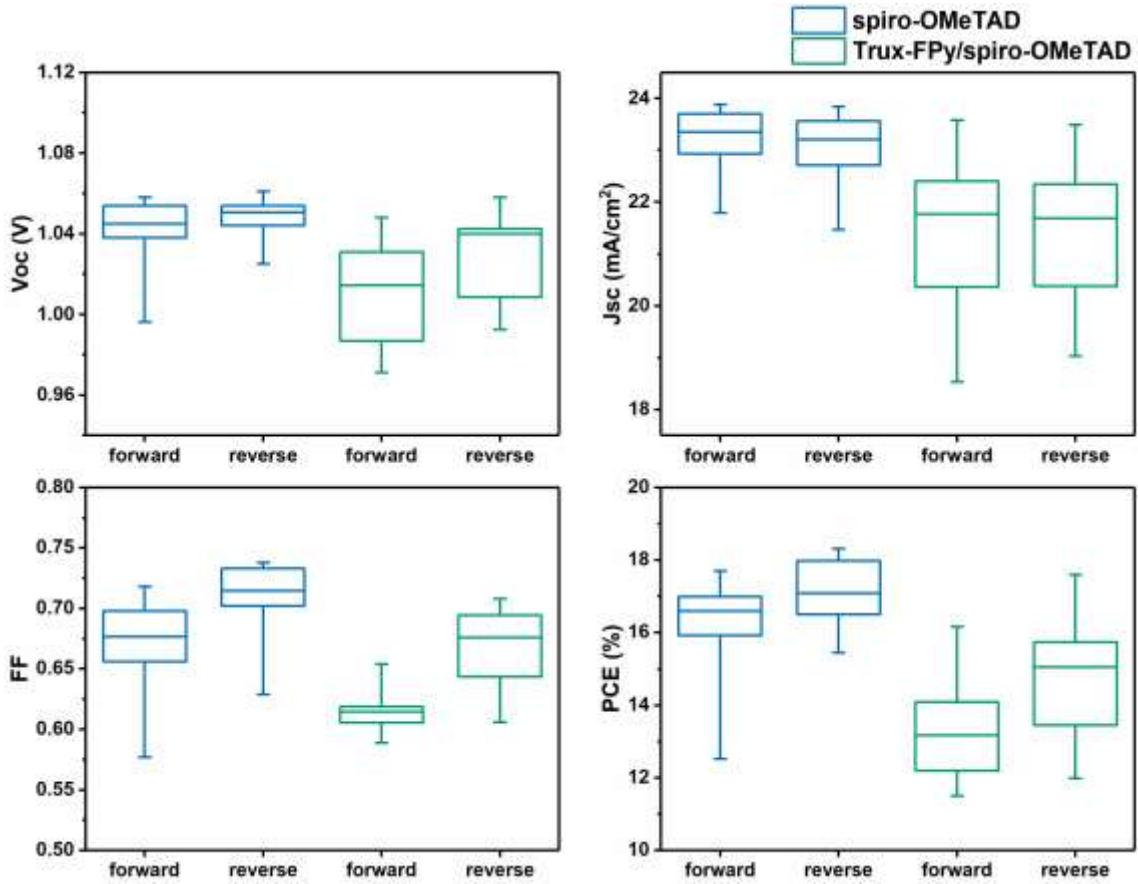 spiro-OMeTAD
Trux-FPy/spiro-OMeTAD
1.12
1.08
1.04
1.00
0.96
Voc (V)
forward reverse forward reverse
24
22
20
18
Jsc (mA/cm²)
forward reverse forward reverse
0.80
0.75
0.70
0.65
0.60
0.55
0.50
FF
forward reverse forward reverse
20
18
16
14
12
10
PCE (%)
forward reverse forward reverse